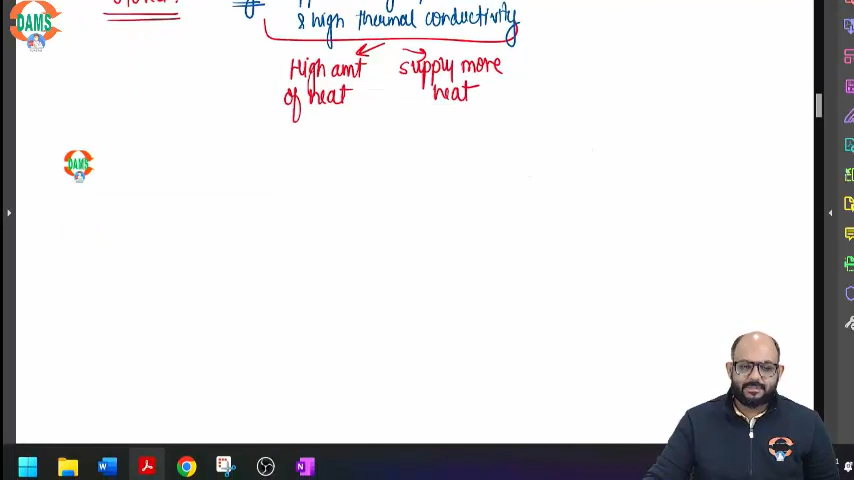 DAMS
& high thermal conductivity
High amt supply more
of heat heat
DAMS